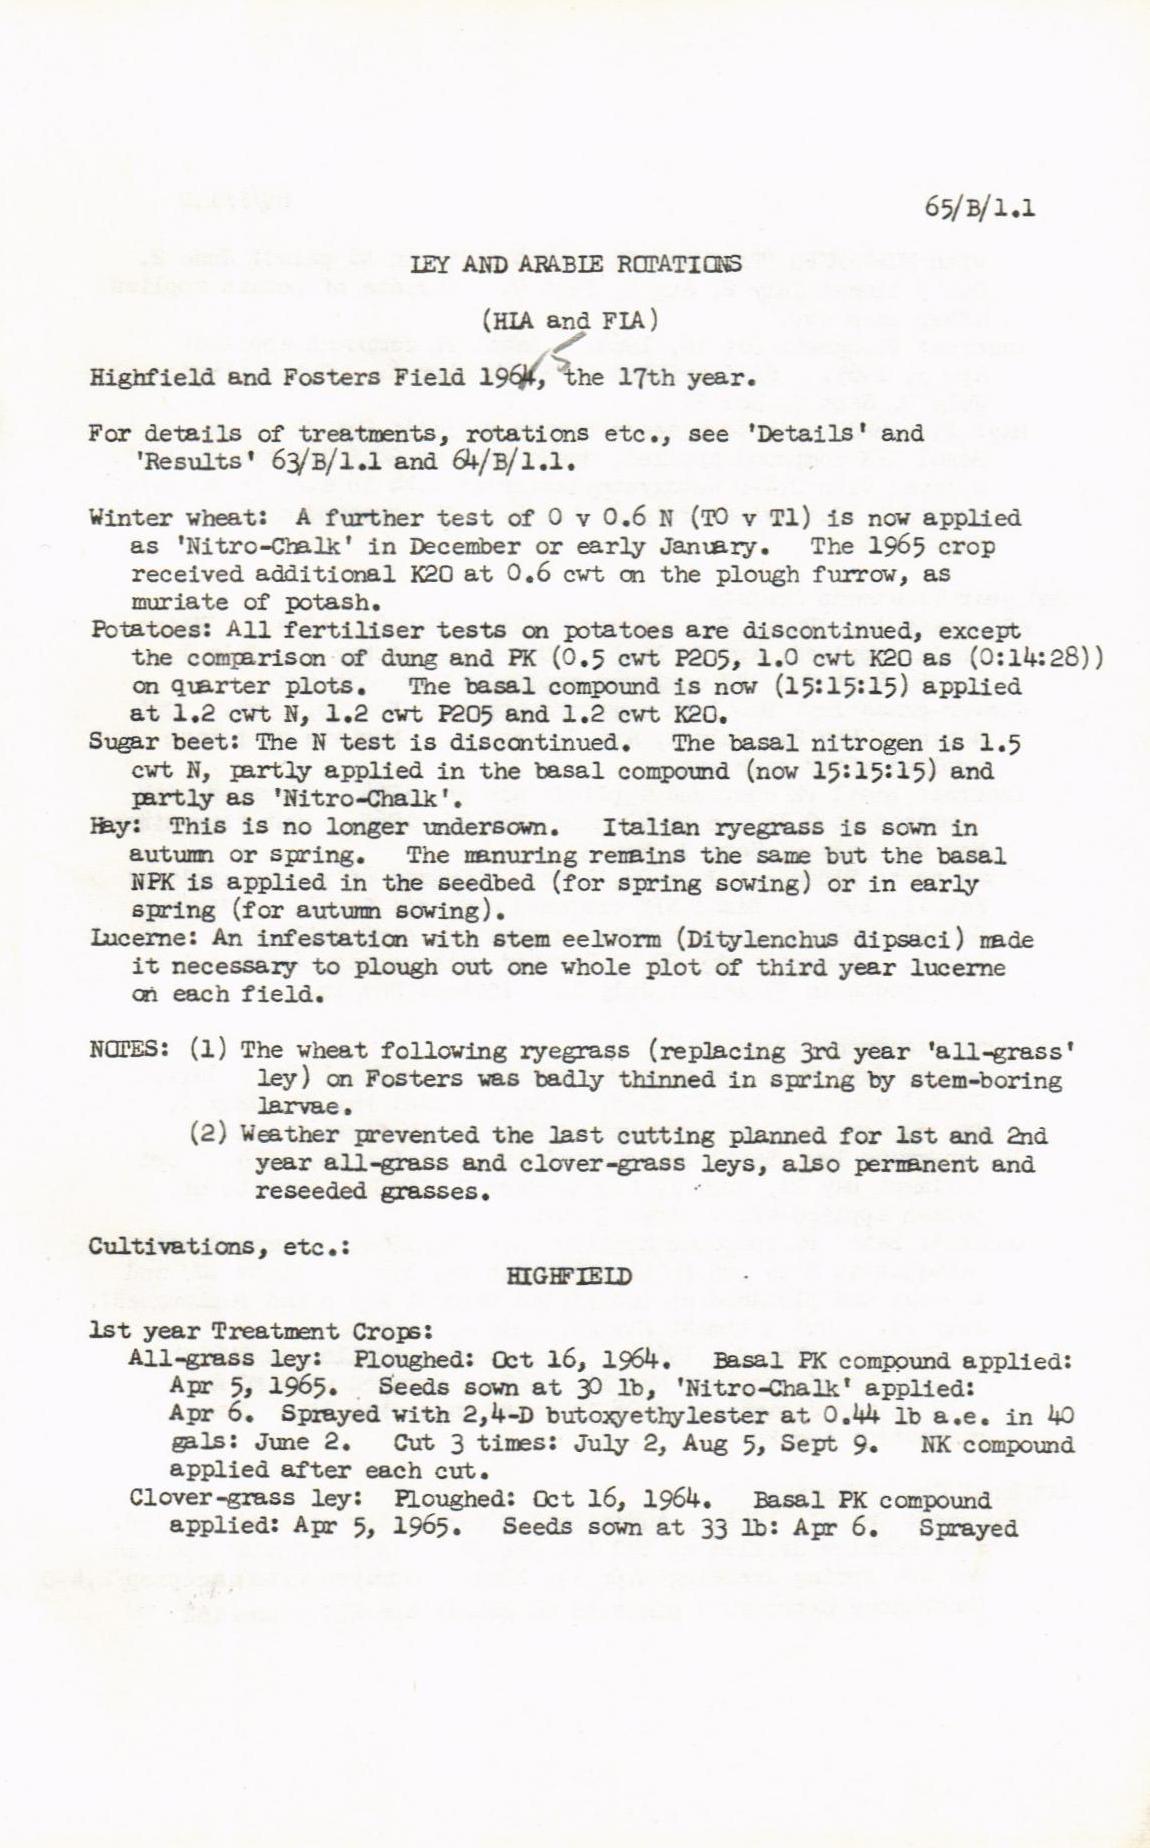 65/B/1.1
LEY AND ARABLE ROTATIONS
(HLA and FLA)
Highfield and Fosters Field 1964, the 17th year.
5
For details of treatments, rotations etc., see 'Details' and
'Results' 63/B/1.1 and 64/B/1.1.
Winter wheat: A further test of 0 v 0.6 N (T0 v T1) is now applied
as 'Nitro-Chalk' in December or early January. The 1965 crop
received additional K2O at 0.6 cwt on the plough furrow, as
muriate of potash.
Potatoes: All fertiliser tests on potatoes are discontinued, except
the comparison of dung and PK (0.5 cwt P2O5, 1.0 cwt K2O as (0:14:28))
on quarter plots. The basal compound is now (15:15:15) applied
at 1.2 cwt N, 1.2 cwt P2O5 and 1.2 cwt K2O.
Sugar beet: The N test is discontinued. The basal nitrogen is 1.5
cwt N, partly applied in the basal compound (now 15:15:15) and
partly as 'Nitro-Chalk'.
Hay: This is no longer undersown. Italian ryegrass is sown in
autumn or spring. The manuring remains the same but the basal
NPK is applied in the seedbed (for spring sowing) or in early
spring (for autumn sowing).
Lucerne: An infestation with stem eelworm (Ditylenchus dipsaci) made
it necessary to plough out one whole plot of third year lucerne
on each field.
NOTES: (1) The wheat following ryegrass (replacing 3rd year 'all-grass'
ley) on Fosters was badly thinned in spring by stem-boring
larvae.
(2) Weather prevented the last cutting planned for 1st and 2nd
year all-grass and clover-grass leys, also permanent and
reseeded grasses.
Cultivations, etc.:
HIGHFIELD
1st year Treatment Crops:
All-grass ley: Ploughed: Oct 16, 1964. Basal PK compound applied:
Apr 5, 1965. Seeds sown at 30 lb, 'Nitro-Chalk' applied:
Apr 6. Sprayed with 2,4-D butoxyethylester at 0.44 lb a.e. in 40
gals: June 2. Cut 3 times: July 2, Aug 5, Sept 9. NK compound
applied after each cut.
Clover-grass ley: Ploughed: Oct 16, 1964. Basal PK compound
applied: Apr 5, 1965. Seeds sown at 33 lb: Apr 6. Sprayed